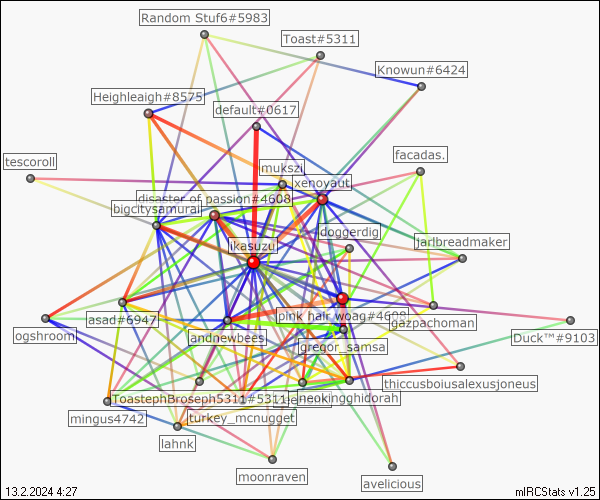 Random Stuf6#5983
Toast#5311
Knowun#6424
Heighleaigh#8575
default#0617
facadas.
tescoroll
mukszi
xenoyaut
disaster of passion#4608
bigcitysamurai
doggerdig
ikasuzu
jarlbreadmaker
pink hair woag#4608
gazpachoman
asad#6947
ogshroom
andnewbees
Duck™#9103
gregor_samsa
thiccusboiusalexusjoneus
ToastephBroseph5311#5311
neokingghidorah
mingus4742
turkey_mcnugget
lahnk
moonraven
avelicious
13.2.2024 4:27
mIRCStats v1.25